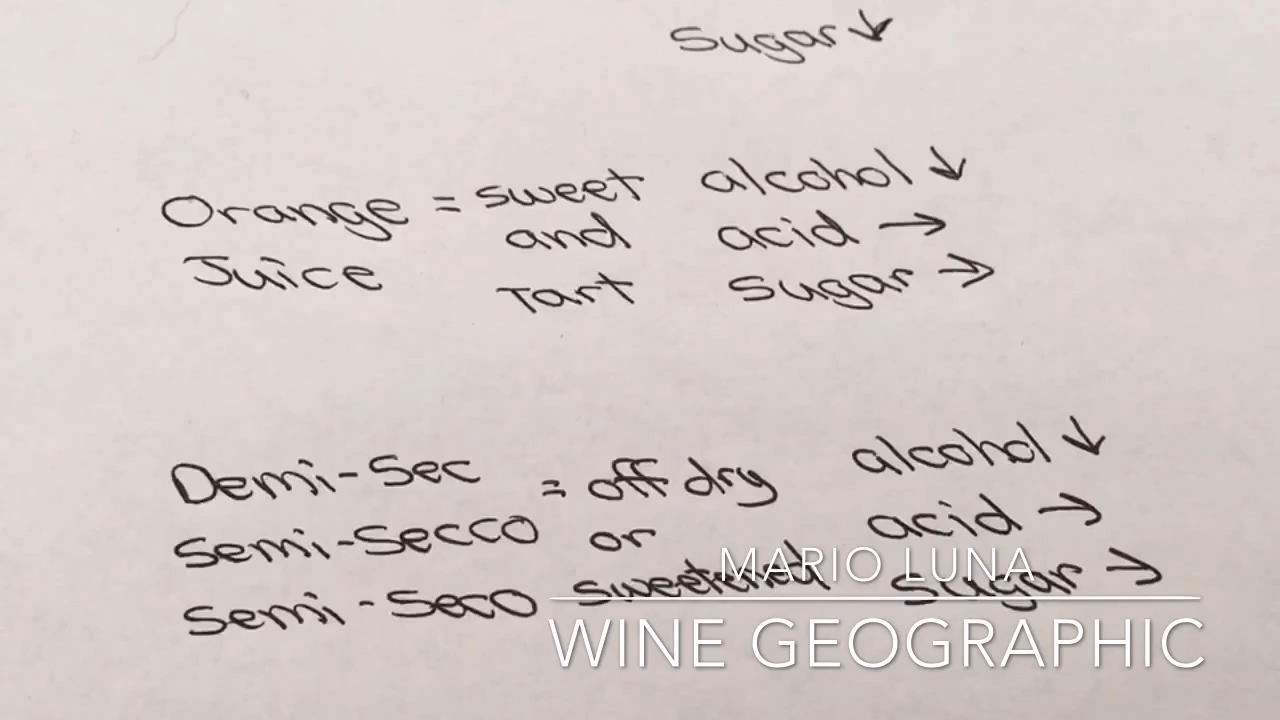 Sugar ↓
Orange = sweet alcohol ↓
Juice and acid →
Tart Sugar →
Demi-Sec = off dry alcohol ↓
Semi-Secco or acid →
Semi-Seco sweetened Sugar →
MARIO LUNA
WINE GEOGRAPHIC